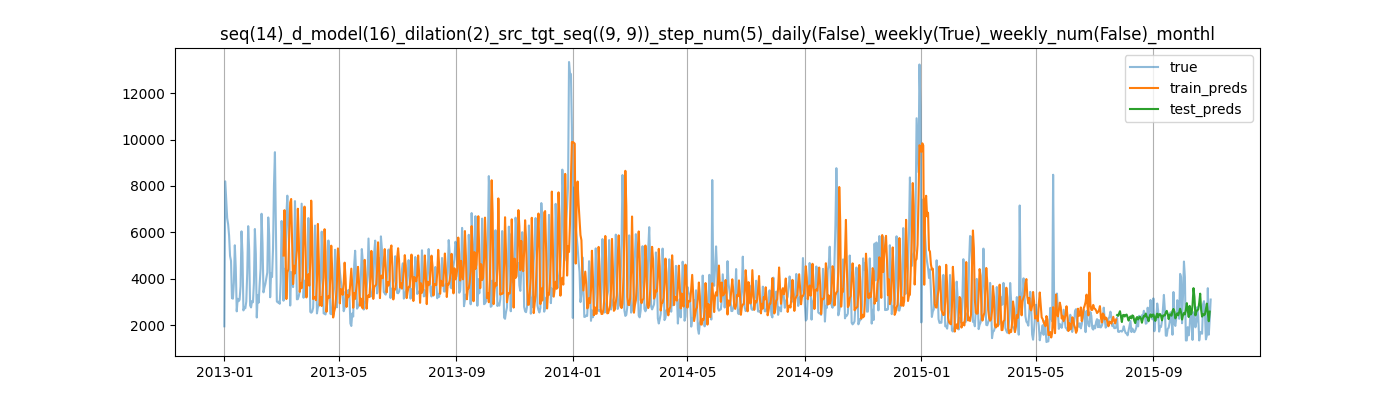 seq(14)_d_model(16)_dilation(2)_src_tgt_seq((9, 9))_step_num(5)_daily(False)_weekly(True)_weekly_num(False)_monthl
true
train_preds
test_preds
12000
10000
8000
6000
4000
2000
2013-01 2013-05 2013-09 2014-01 2014-05 2014-09 2015-01 2015-05 2015-09